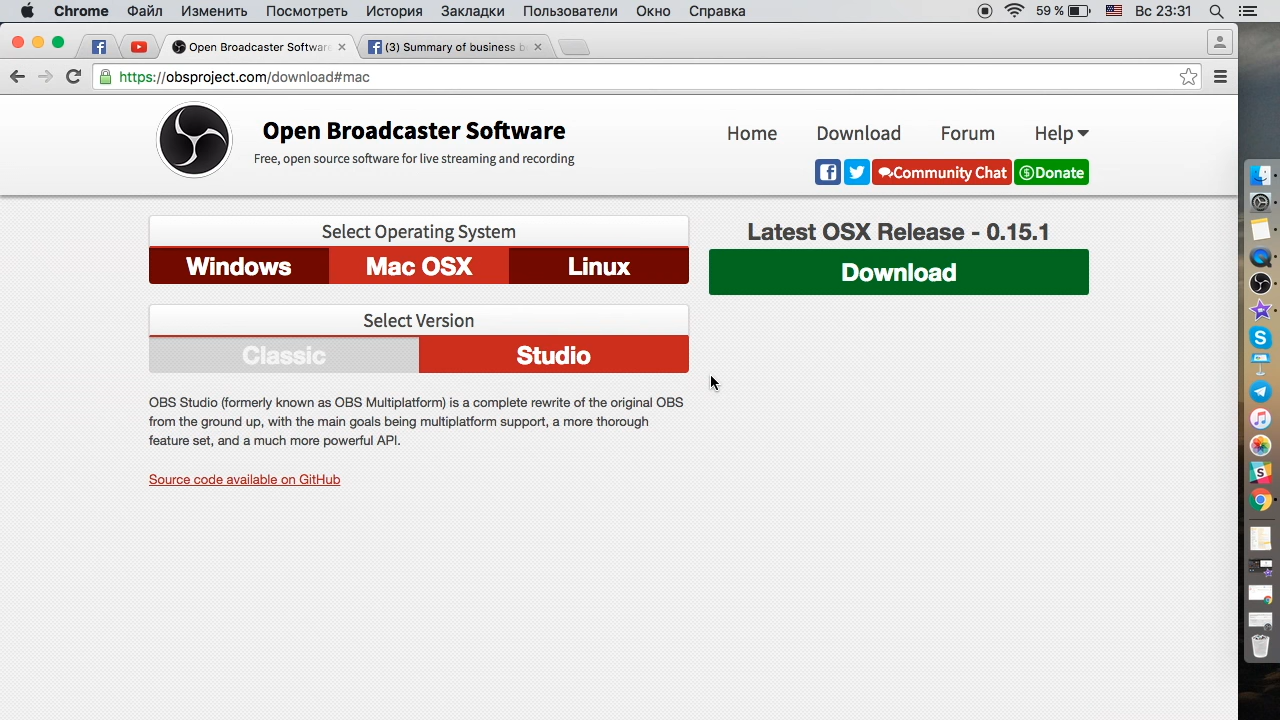 Chrome Файл Изменить Посмотреть История Закладки Пользователи Окно Справка 59 % Вс 23:31
Open Broadcaster Software (3) Summary of business b
https://obsproject.com/download#mac
Open Broadcaster Software
Free, open source software for live streaming and recording
Home Download Forum Help
Community Chat Donate
Select Operating System
Windows Mac OSX Linux
Latest OSX Release - 0.15.1
Download
Select Version
Classic Studio
OBS Studio (formerly known as OBS Multiplatform) is a complete rewrite of the original OBS
from the ground up, with the main goals being multiplatform support, a more thorough
feature set, and a much more powerful API.
Source code available on GitHub